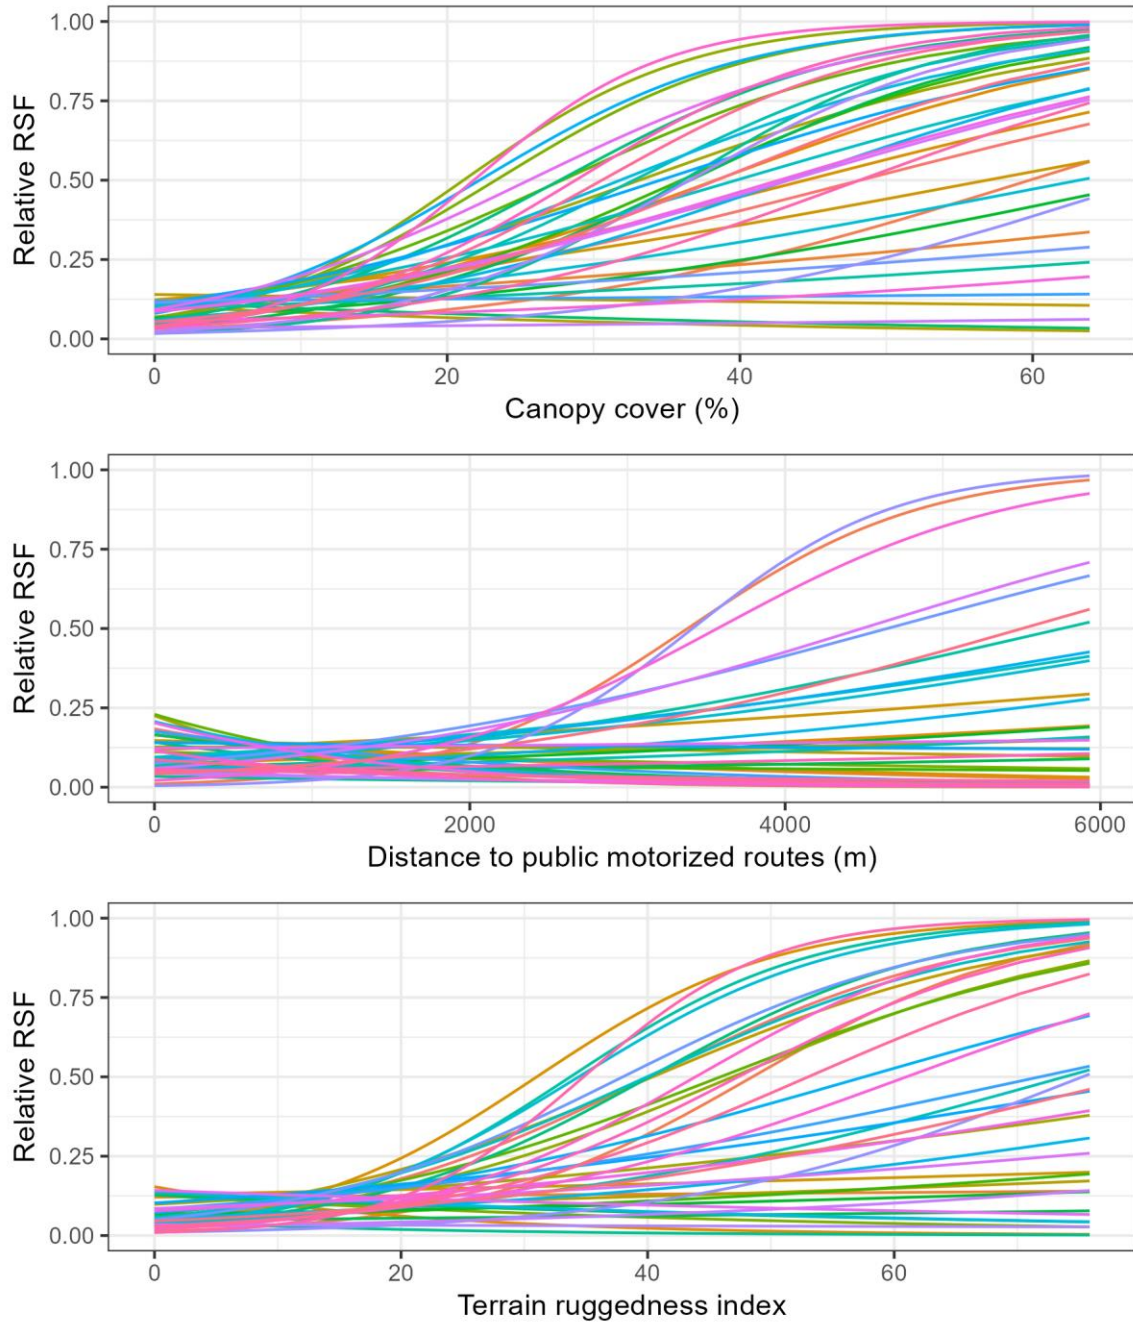 1.00
0.75
0.50
0.25
0.00
Relative RSF
0 20 40 60
Canopy cover (%)
1.00
0.75
0.50
0.25
0.00
Relative RSF
0 2000 4000 6000
Distance to public motorized routes (m)
1.00
0.75
0.50
0.25
0.00
Relative RSF
0 20 40 60
Terrain ruggedness index